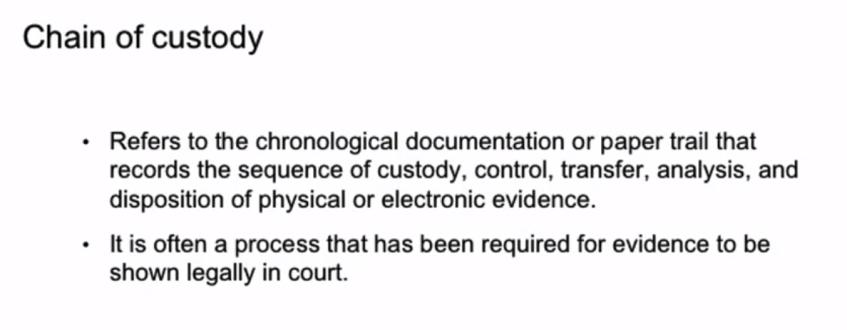 Chain of custody
• Refers to the chronological documentation or paper trail that
records the sequence of custody, control, transfer, analysis, and
disposition of physical or electronic evidence.
• It is often a process that has been required for evidence to be
shown legally in court.